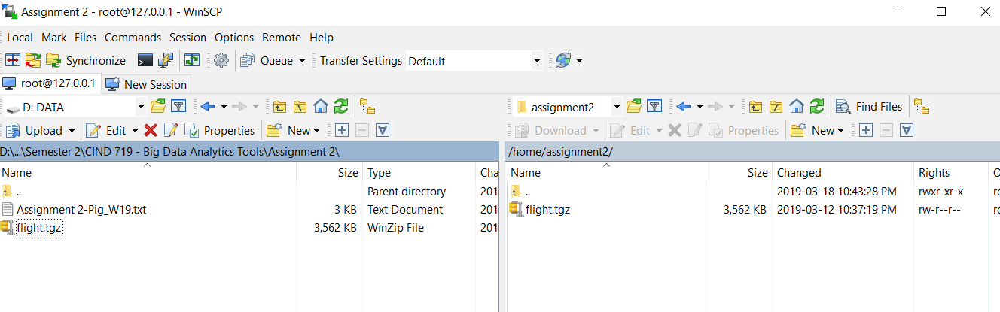 Assignment 2 - root@127.0.0.1 - WinSCP
Local Mark Files Commands Session Options Remote Help
Synchronize Queue Transfer Settings Default
root@127.0.0.1 New Session
D: DATA assignment2 Find Files
Upload Edit Properties New Download Edit Properties New
D:\...\Semester 2\CIND 719 - Big Data Analytics Tools\Assignment 2\ /home/assignment2/
Name Size Type Cha Name Size Changed Rights O
.. Parent directory 201 .. 2019-03-18 10:43:28 PM rwxr-xr-x ro
Assignment 2-Pig_W19.txt 3 KB Text Document 201 flight.tgz 3,562 KB 2019-03-12 10:37:19 PM rw-r--r-- ro
flight.tgz 3,562 KB WinZip File 201